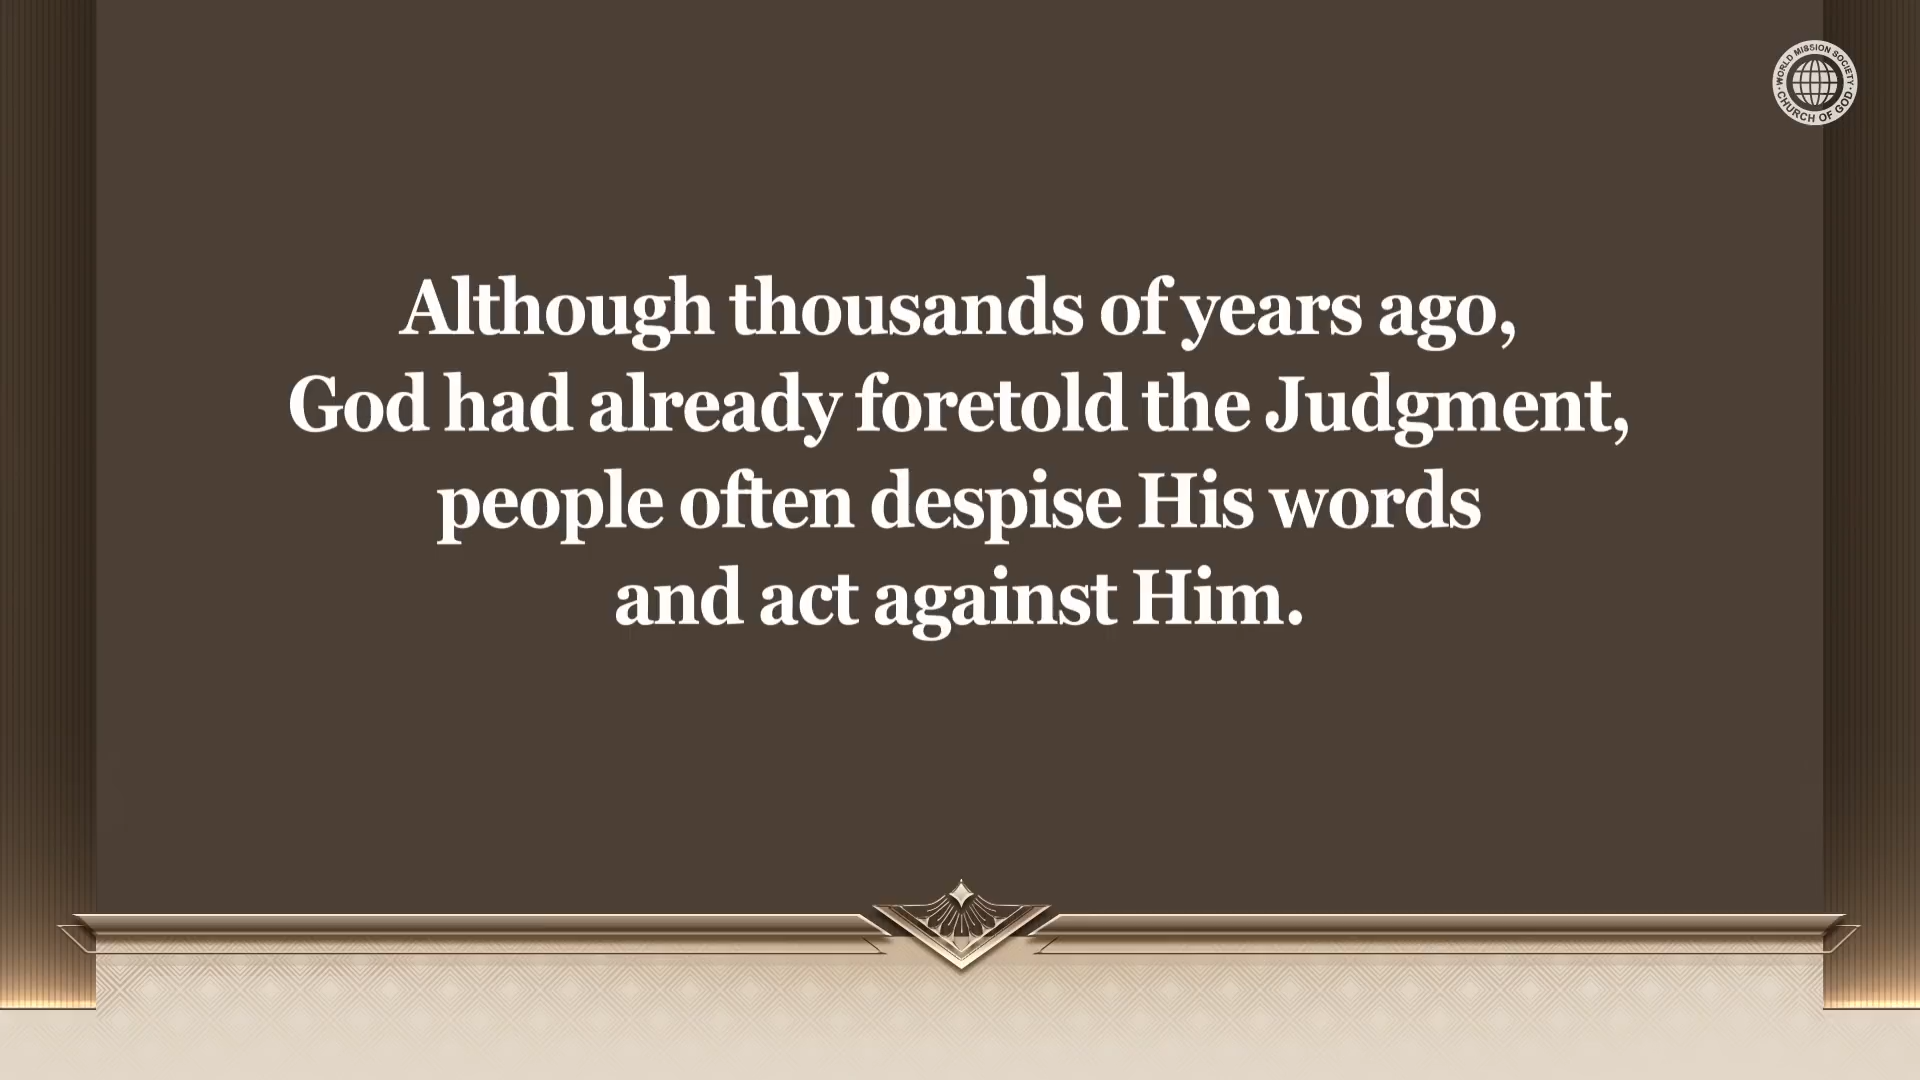 WORLD MISSION SOCIETY
CHURCH OF GOD
Although thousands of years ago,
God had already foretold the Judgment,
people often despise His words
and act against Him.